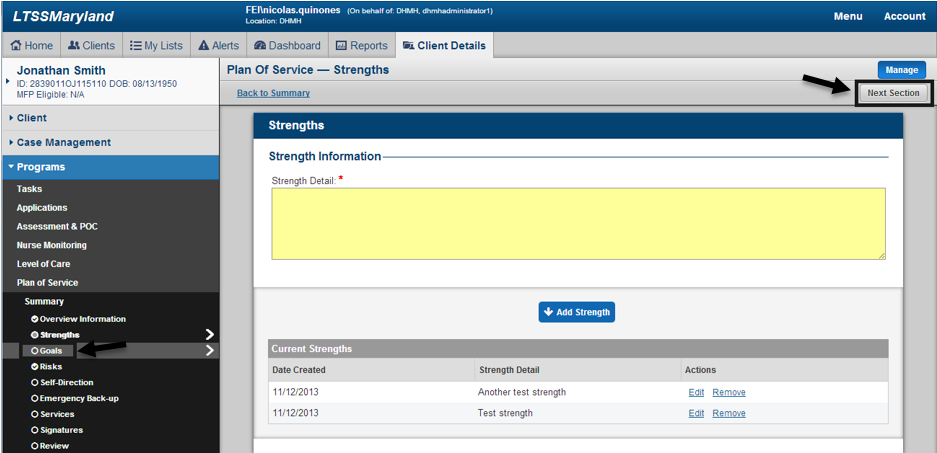 LTSSMaryland
FEI\nicolas.quinones (On behalf of: DHMH, dhmhadministrator1)
Location: DHMH
Menu Account
Home Clients My Lists Alerts Dashboard Reports Client Details
Jonathan Smith
ID: 2839011OJ115110 DOB: 08/13/1950
MFP Eligible: N/A
Client
Case Management
Programs
Tasks
Applications
Assessment & POC
Nurse Monitoring
Level of Care
Plan of Service
Summary
Overview Information
Strengths
Goals
Risks
Self-Direction
Emergency Back-up
Services
Signatures
Review
Plan Of Service — Strengths
Manage
Back to Summary
Next Section
Strengths
Strength Information
Strength Detail: *
Add Strength
Current Strengths
Date Created Strength Detail Actions
11/12/2013 Another test strength Edit Remove
11/12/2013 Test strength Edit Remove